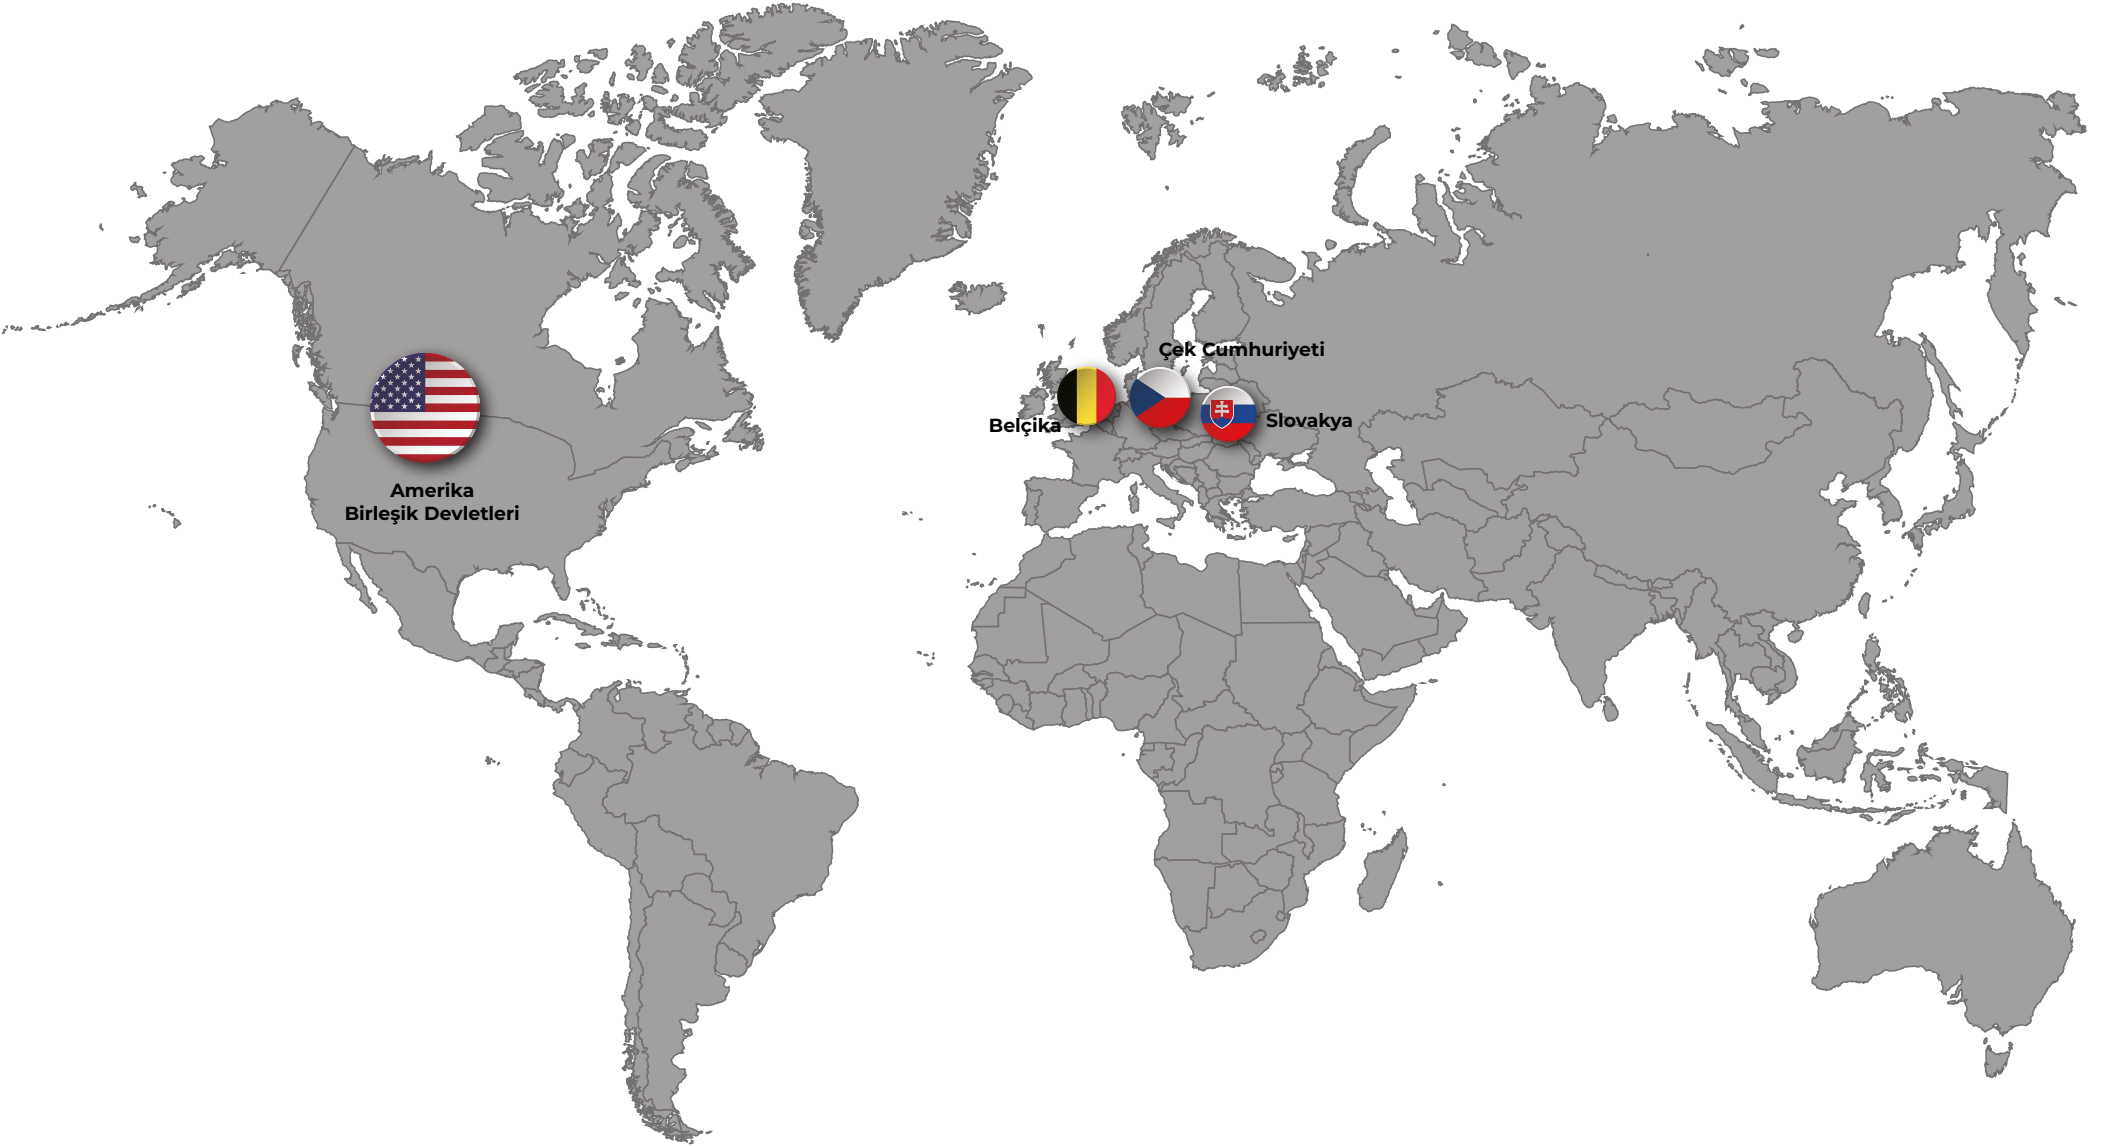 Çek Cumhuriyeti
Belçika
Slovakya
Amerika
Birleşik Devletleri